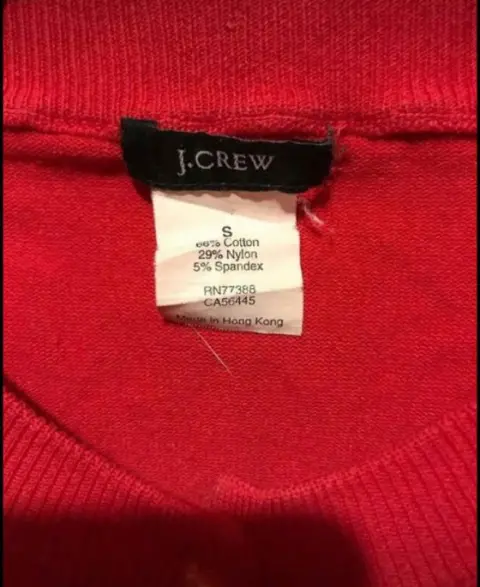 J.CREW
S
66% Cotton
29% Nylon
5% Spandex
RN77388
CA56445
Made in Hong Kong